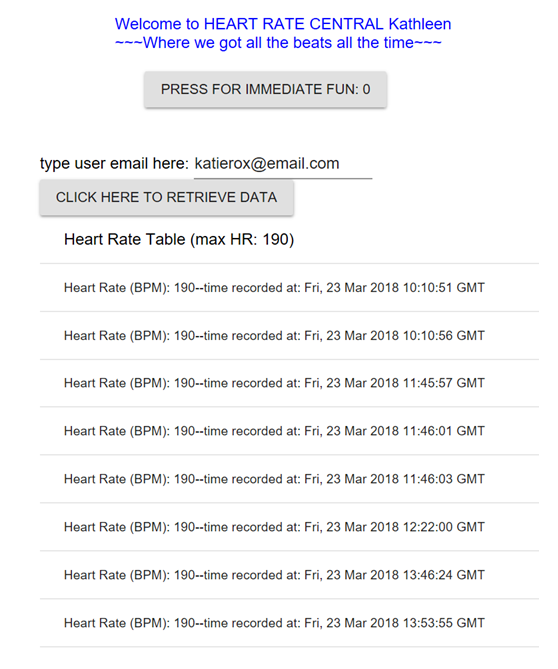 Welcome to HEART RATE CENTRAL Kathleen
~~~Where we got all the beats all the time~~~
PRESS FOR IMMEDIATE FUN: 0
type user email here: katierox@email.com
CLICK HERE TO RETRIEVE DATA
Heart Rate Table (max HR: 190)
Heart Rate (BPM): 190--time recorded at: Fri, 23 Mar 2018 10:10:51 GMT
Heart Rate (BPM): 190--time recorded at: Fri, 23 Mar 2018 10:10:56 GMT
Heart Rate (BPM): 190--time recorded at: Fri, 23 Mar 2018 11:45:57 GMT
Heart Rate (BPM): 190--time recorded at: Fri, 23 Mar 2018 11:46:01 GMT
Heart Rate (BPM): 190--time recorded at: Fri, 23 Mar 2018 11:46:03 GMT
Heart Rate (BPM): 190--time recorded at: Fri, 23 Mar 2018 12:22:00 GMT
Heart Rate (BPM): 190--time recorded at: Fri, 23 Mar 2018 13:46:24 GMT
Heart Rate (BPM): 190--time recorded at: Fri, 23 Mar 2018 13:53:55 GMT